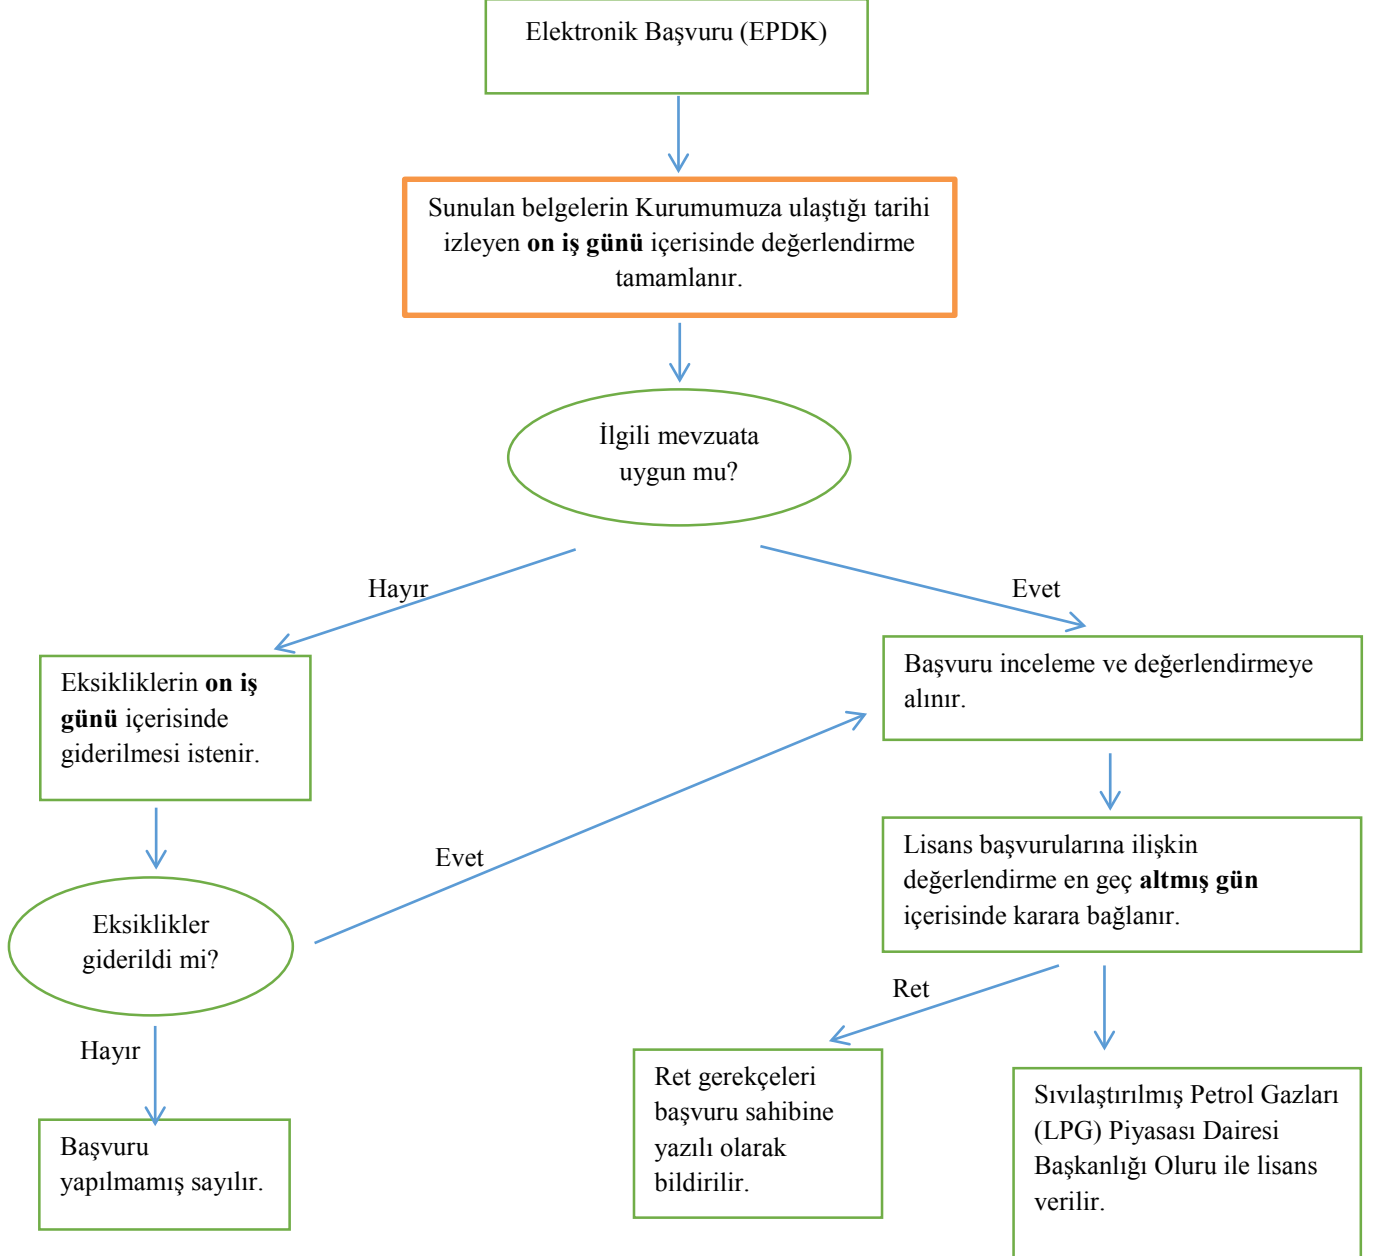 Elektronik Başvuru (EPDK)
Sunulan belgelerin Kurumumuza ulaştığı tarihi
izleyen on iş günü içerisinde değerlendirme
tamamlanır.
İlgili mevzuata
uygun mu?
Hayır
Evet
Eksikliklerin on iş
günü içerisinde
giderilmesi istenir.
Başvuru inceleme ve değerlendirmeye
alınır.
Evet
Lisans başvurularına ilişkin
değerlendirme en geç altmış gün
içerisinde karara bağlanır.
Eksiklikler
giderildi mi?
Ret
Hayır
Ret gerekçeleri
başvuru sahibine
yazılı olarak
bildirilir.
Sıvılaştırılmış Petrol Gazları
(LPG) Piyasası Dairesi
Başkanlığı Oluru ile lisans
verilir.
Başvuru
yapılmamış sayılır.